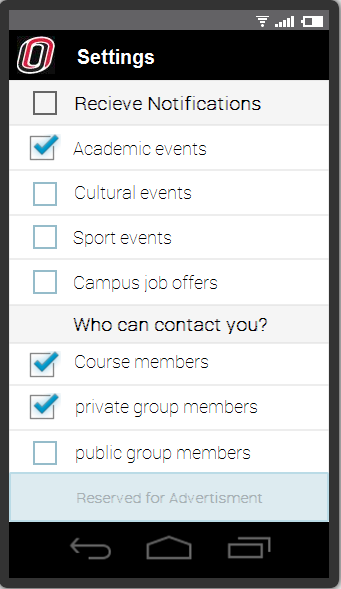 O
Settings
Recieve Notifications
Academic events
Cultural events
Sport events
Campus job offers
Who can contact you?
Course members
private group members
public group members
Reserved for Advertisment